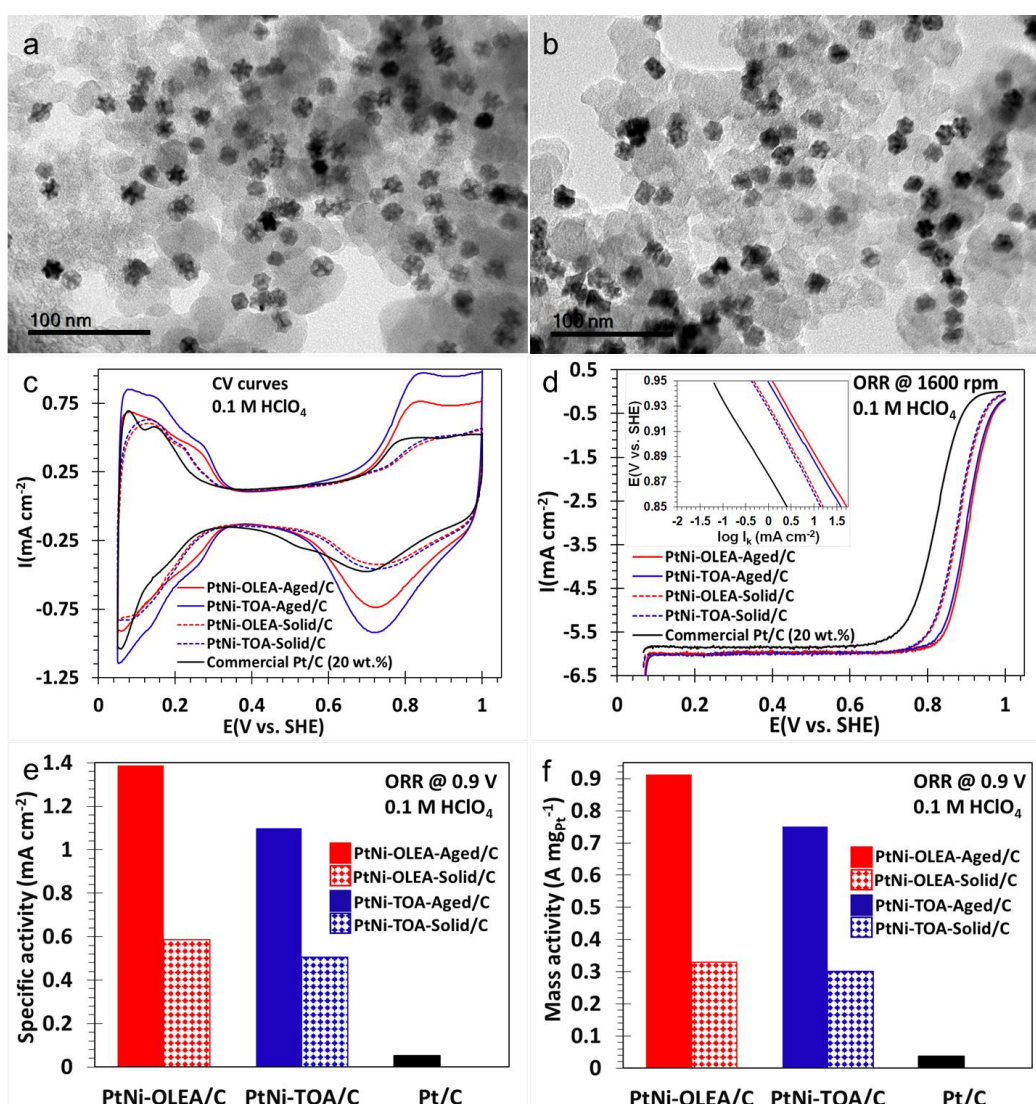 a
100 nm
b
100 nm
c
CV curves
0.1 M HClO₄
I(mA cm⁻²)
0.75
0.25
-0.25
-0.75
-1.25
PtNi-OLEA-Aged/C
PtNi-TOA-Aged/C
PtNi-OLEA-Solid/C
PtNi-TOA-Solid/C
Commercial Pt/C (20 wt.%)
0 0.2 0.4 0.6 0.8 1
E(V vs. SHE)
d
ORR @ 1600 rpm
0.1 M HClO₄
I(mA cm⁻²)
0.5
-0.5
-1.5
-2.5
-3.5
-4.5
-5.5
-6.5
E(V vs. SHE)
0.95
0.93
0.91
0.89
0.87
0.85
-2 -1.5 -1 -0.5 0 0.5 1 1.5
log Iₖ (mA cm⁻²)
PtNi-OLEA-Aged/C
PtNi-TOA-Aged/C
PtNi-OLEA-Solid/C
PtNi-TOA-Solid/C
Commercial Pt/C (20 wt.%)
0 0.2 0.4 0.6 0.8 1
E(V vs. SHE)
e
ORR @ 0.9 V
0.1 M HClO₄
Specific activity (mA cm⁻²)
1.4
1.2
1
0.8
0.6
0.4
0.2
0
PtNi-OLEA-Aged/C
PtNi-OLEA-Solid/C
PtNi-TOA-Aged/C
PtNi-TOA-Solid/C
PtNi-OLEA/C PtNi-TOA/C Pt/C
f
ORR @ 0.9 V
0.1 M HClO₄
Mass activity (A mg_Pt⁻¹)
0.9
0.8
0.7
0.6
0.5
0.4
0.3
0.2
0.1
0
PtNi-OLEA-Aged/C
PtNi-OLEA-Solid/C
PtNi-TOA-Aged/C
PtNi-TOA-Solid/C
PtNi-OLEA/C PtNi-TOA/C Pt/C